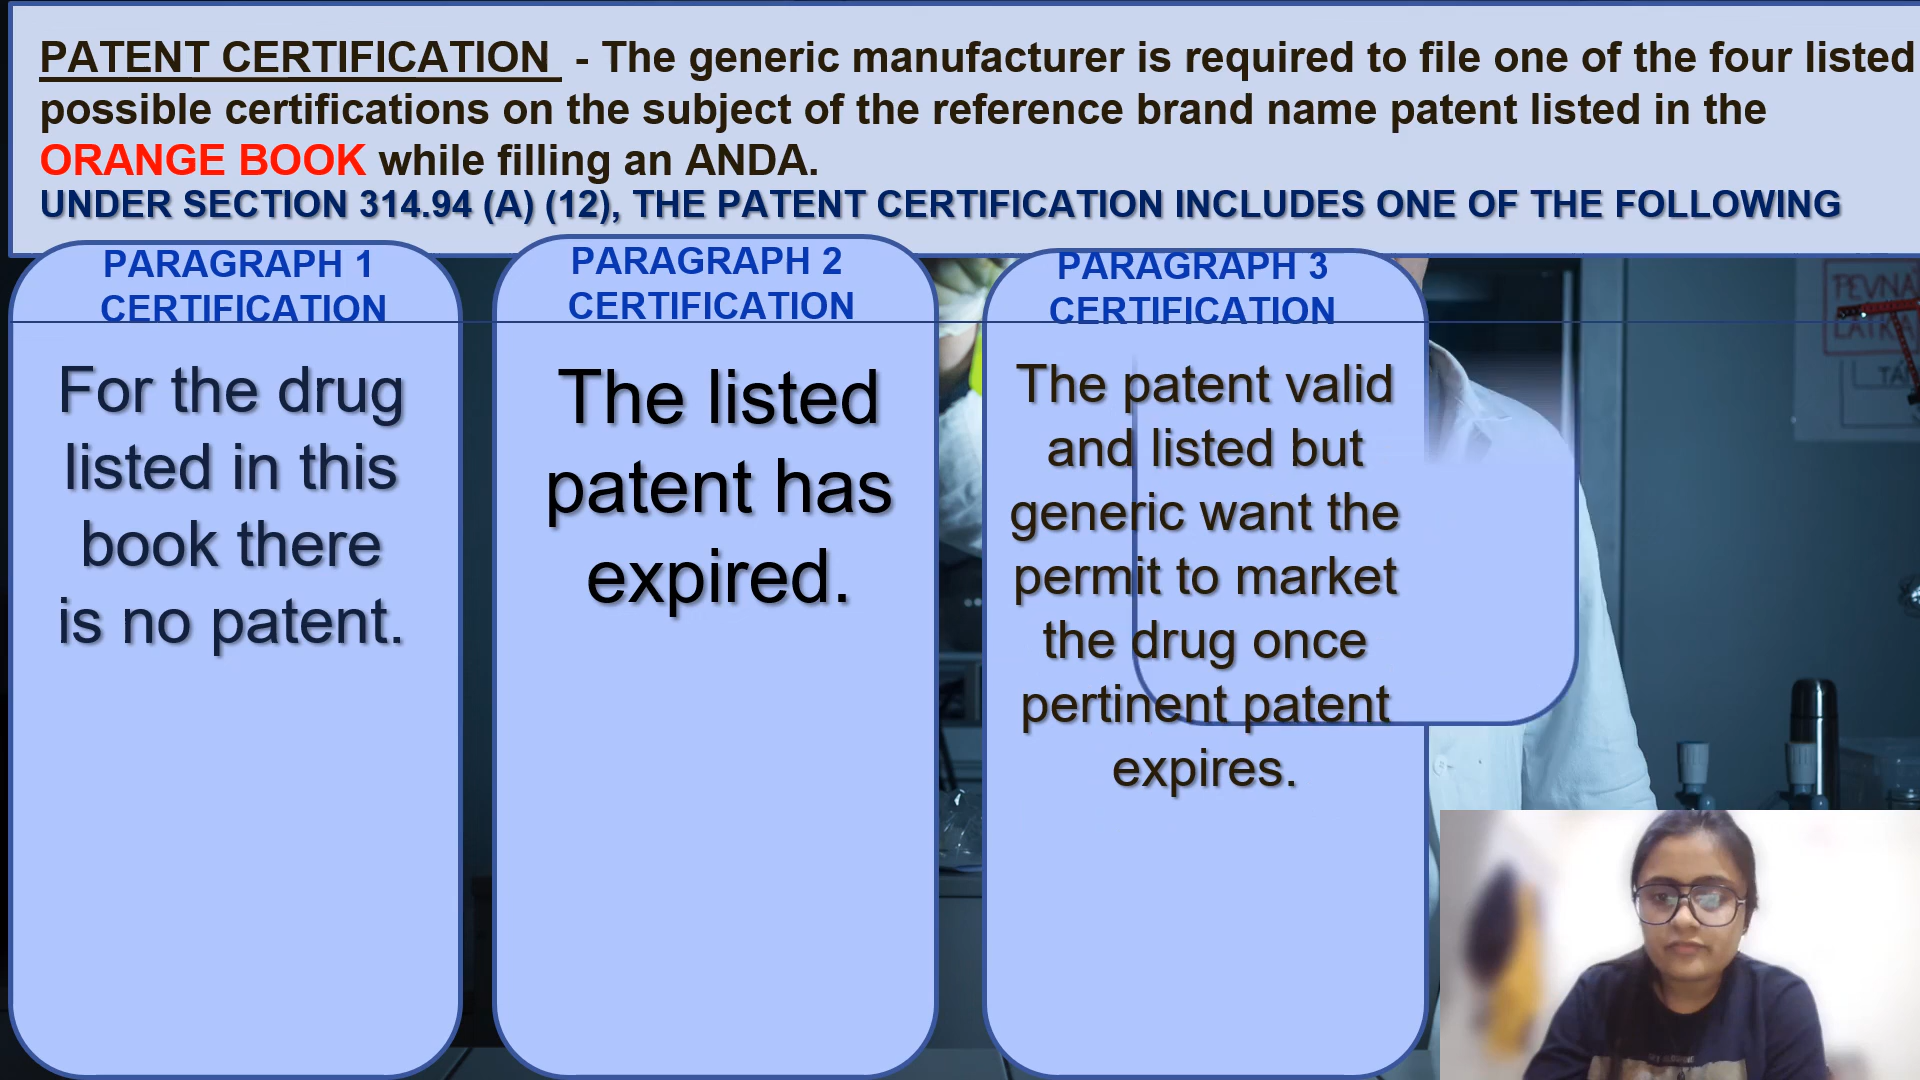 PATENT CERTIFICATION - The generic manufacturer is required to file one of the four listed
possible certifications on the subject of the reference brand name patent listed in the
ORANGE BOOK while filling an ANDA.
UNDER SECTION 314.94 (A) (12), THE PATENT CERTIFICATION INCLUDES ONE OF THE FOLLOWING
PARAGRAPH 1
CERTIFICATION
For the drug
listed in this
book there
is no patent.
PARAGRAPH 2
CERTIFICATION
The listed
patent has
expired.
PARAGRAPH 3
CERTIFICATION
The patent valid
and listed but
generic want the
permit to market
the drug once
pertinent patent
expires.
PEVNÁ
LÁTKA